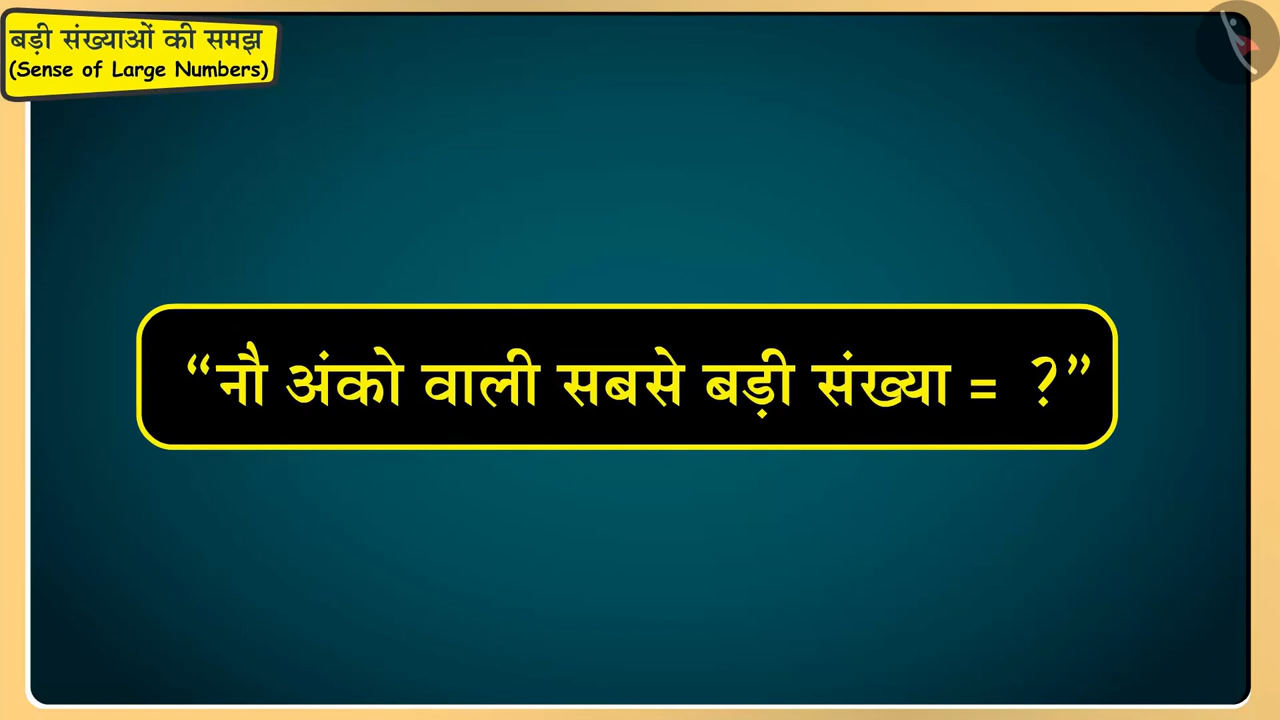 बड़ी संख्याओं की समझ
(Sense of Large Numbers)
“नौ अंको वाली सबसे बड़ी संख्या = ?”